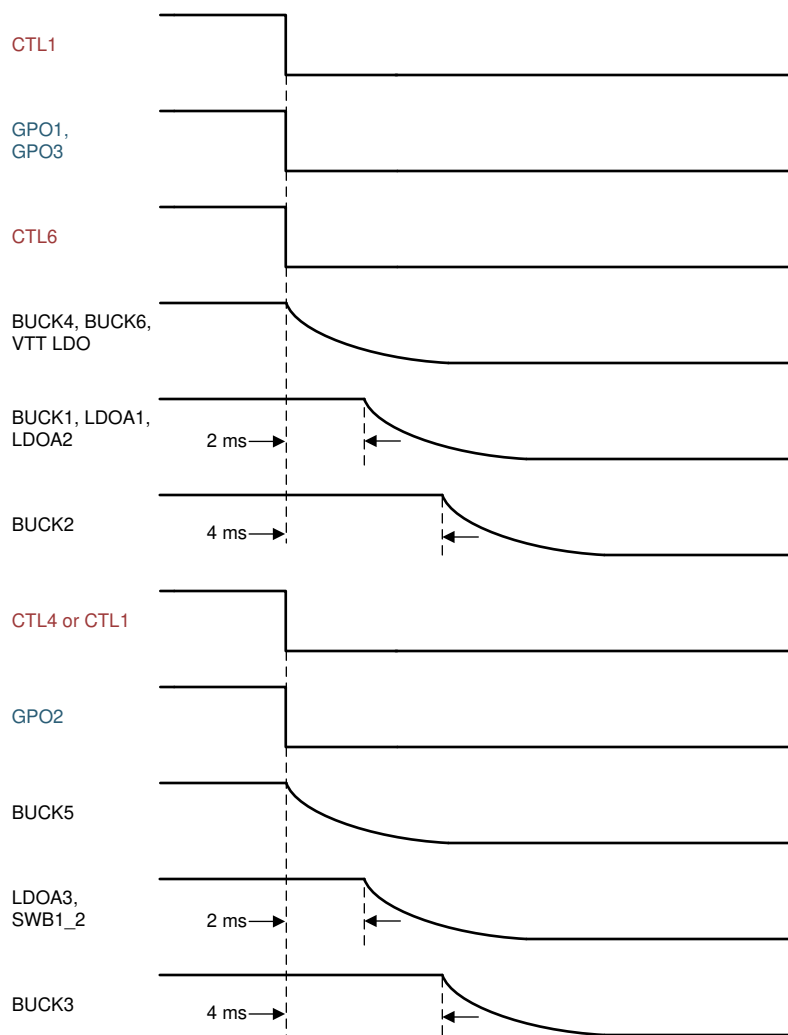 CTL1
GPO1,
GPO3
CTL6
BUCK4, BUCK6,
VTT LDO
BUCK1, LDOA1,
LDOA2
2 ms
BUCK2
4 ms
CTL4 or CTL1
GPO2
BUCK5
LDOA3,
SWB1_2
2 ms
BUCK3
4 ms